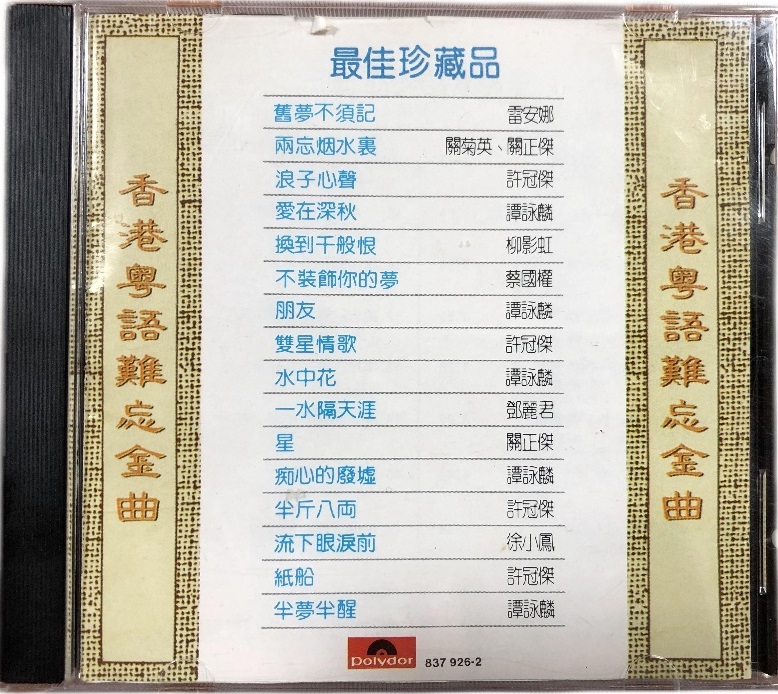 香港粵語難忘金曲
最佳珍藏品
舊夢不須記 雷安娜
兩忘烟水裏 關菊英、關正傑
浪子心聲 許冠傑
愛在深秋 譚詠麟
換到千般恨 柳影虹
不裝飾你的夢 蔡國權
朋友 譚詠麟
雙星情歌 許冠傑
水中花 譚詠麟
一水隔天涯 鄧麗君
星 關正傑
痴心的廢墟 譚詠麟
半斤八両 許冠傑
流下眼淚前 徐小鳳
紙船 許冠傑
半夢半醒 譚詠麟
polydor 837 926-2
香港粵語難忘金曲